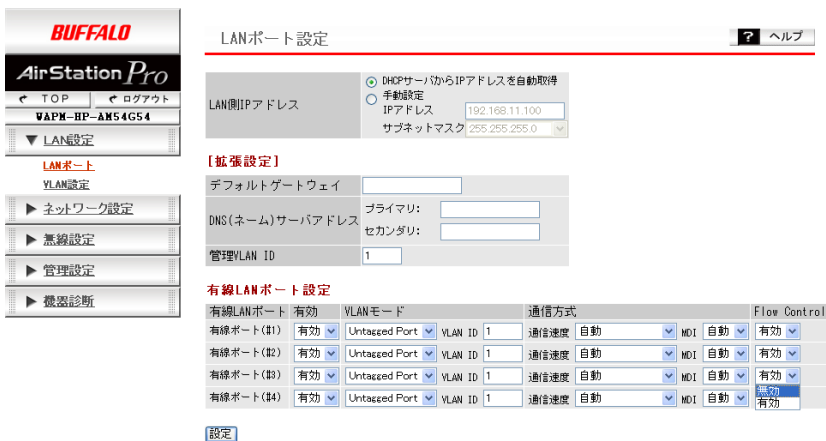 BUFFALO
AirStation Pro
TOP ログアウト
WAPM-HP-AM54G54
▼ LAN設定
LANポート
VLAN設定
▶ ネットワーク設定
▶ 無線設定
▶ 管理設定
▶ 機器診断
LANポート設定
? ヘルプ
LAN側IPアドレス
DHCPサーバからIPアドレスを自動取得
手動設定
IPアドレス 192.168.11.100
サブネットマスク 255.255.255.0
[拡張設定]
デフォルトゲートウェイ
DNS(ネーム)サーバアドレス
プライマリ:
セカンダリ:
管理VLAN ID 1
有線LANポート設定
有線LANポート 有効 VLANモード 通信方式 Flow Control
有線ポート(#1) 有効 Untagged Port VLAN ID 1 通信速度 自動 MDI 自動 有効
有線ポート(#2) 有効 Untagged Port VLAN ID 1 通信速度 自動 MDI 自動 有効
有線ポート(#3) 有効 Untagged Port VLAN ID 1 通信速度 自動 MDI 自動 有効
有線ポート(#4) 有効 Untagged Port VLAN ID 1 通信速度 自動 MDI 自動 無効
有効
設定